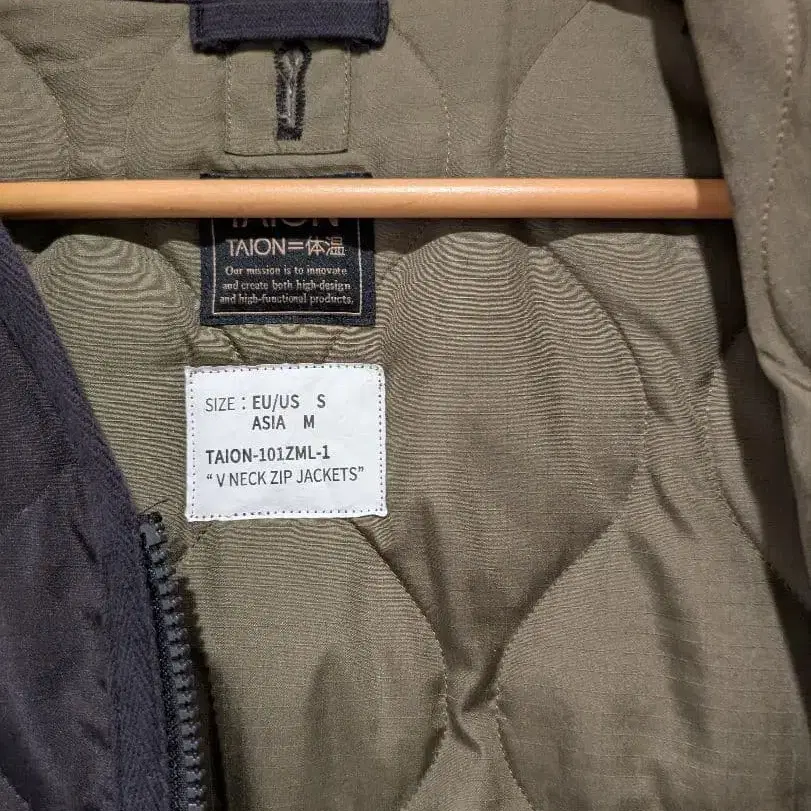 TAION
TAION=体温
Our mission is to innovate
and create both high-design
and high-functional products.
SIZE : EU/US S
ASIA M
TAION-101ZML-1
“V NECK ZIP JACKETS”